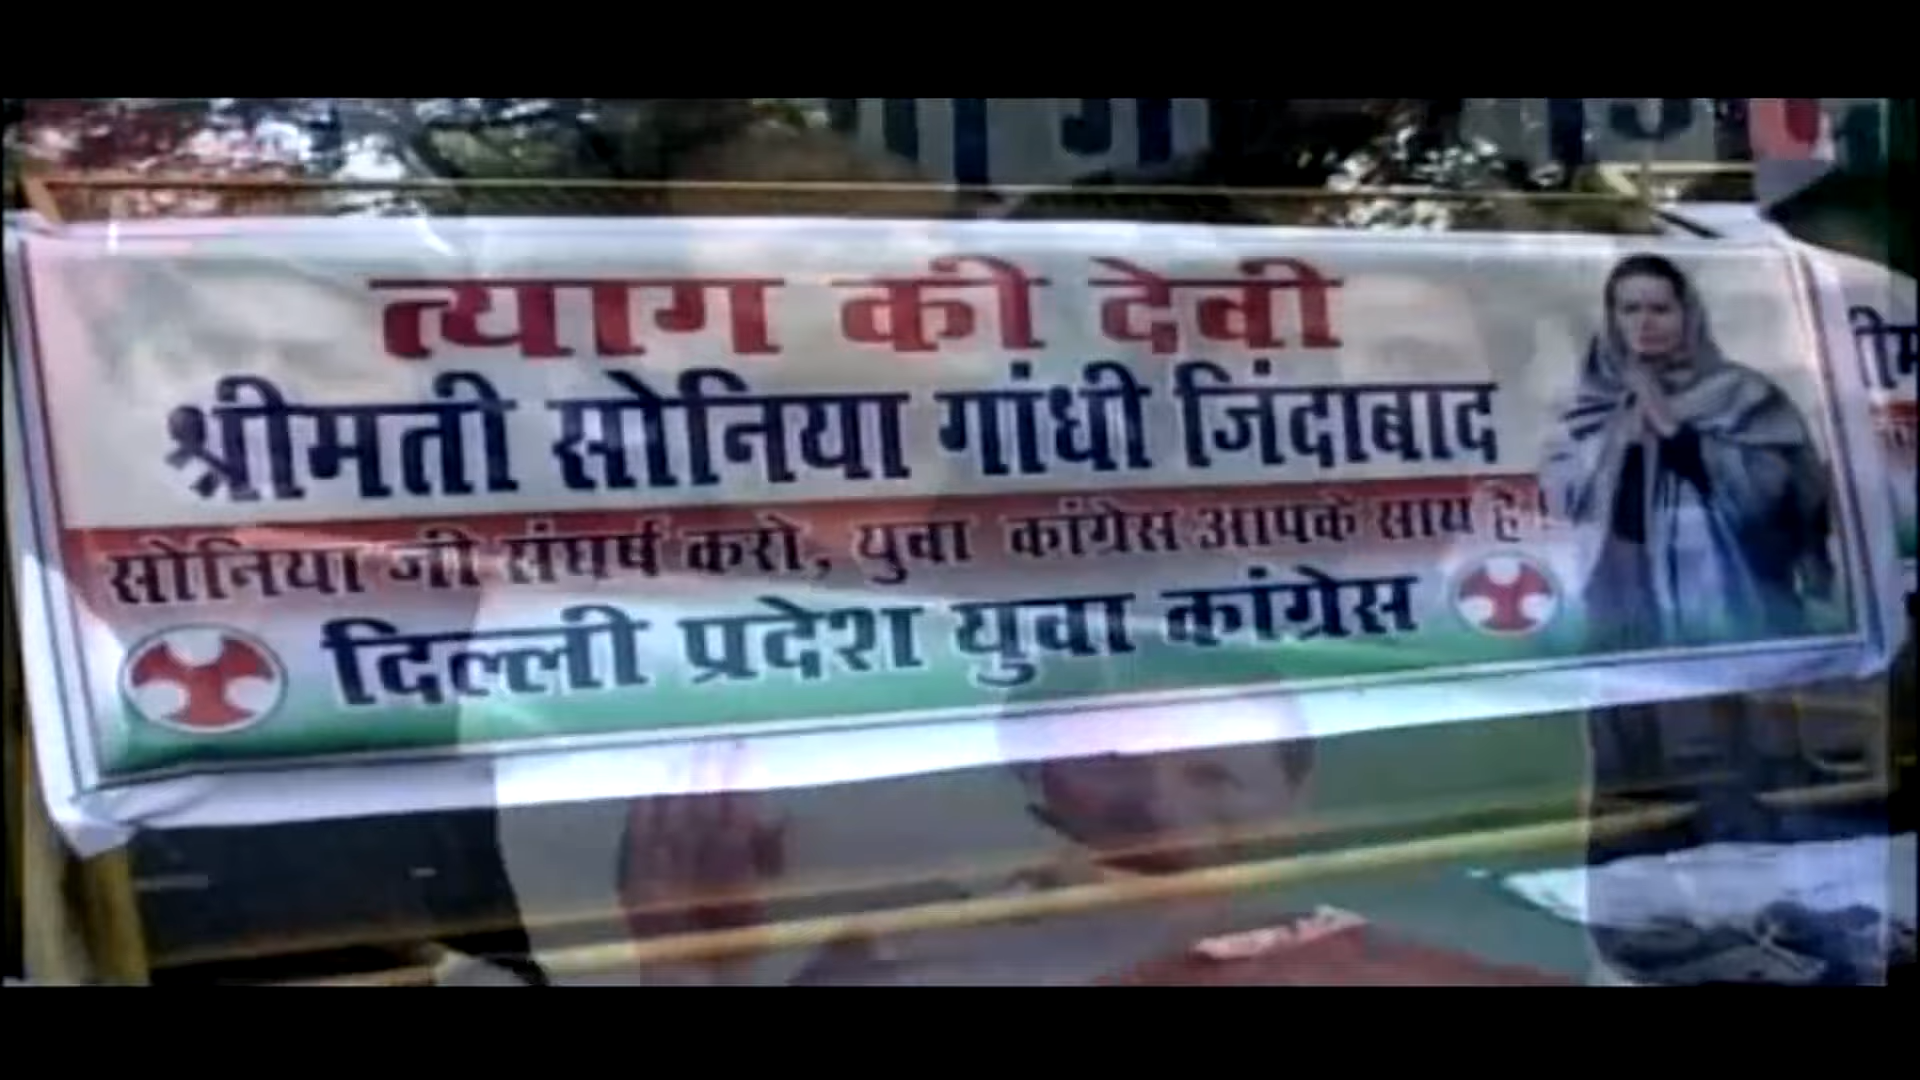 त्याग की देवी
श्रीमती सोनिया गांधी जिंदाबाद
सोनिया जी संघर्ष करो, युवा कांग्रेस आपके साथ है।
दिल्ली प्रदेश युवा कांग्रेस